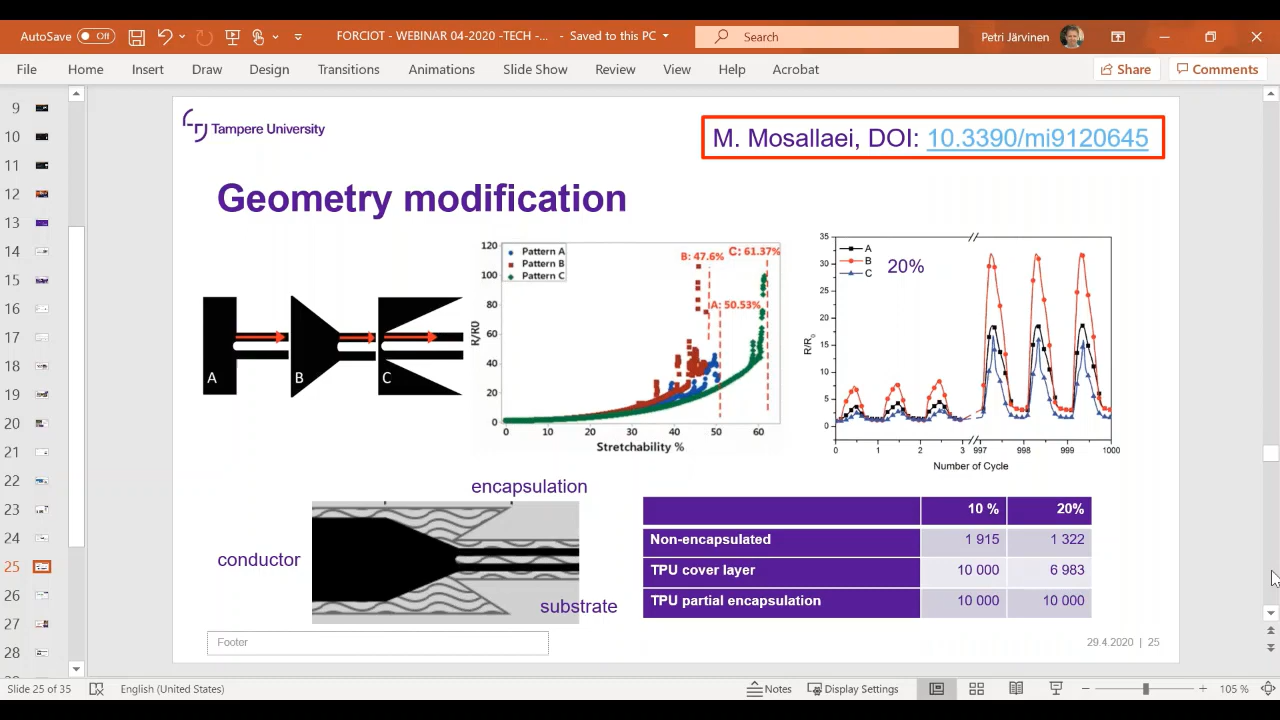 AutoSave Off FORCIOT - WEBINAR 04-2020 -TECH -... - Saved to this PC Search Petri Järvinen
File Home Insert Draw Design Transitions Animations Slide Show Review View Help Acrobat Share Comments
9
10
11
12
13
14
15
16
17
18
19
20
21
22
23
24
25
26
27
28
Tampere University
M. Mosallaei, DOI: 10.3390/mi9120645
Geometry modification
A B C
120
100
80
60
40
20
0
R/R0
Pattern A
Pattern B
Pattern C
B: 47.6%
C: 61.37%
A: 50.53%
0 10 20 30 40 50 60
Stretchability %
35
30
25
20
15
10
5
0
R/R₀
A
B
C
20%
0 1 2 3 997 998 999 1000
Number of Cycle
encapsulation
conductor
substrate
10 % 20%
Non-encapsulated 1 915 1 322
TPU cover layer 10 000 6 983
TPU partial encapsulation 10 000 10 000
Footer
29.4.2020 | 25
Slide 25 of 35 English (United States) Notes Display Settings 105 %